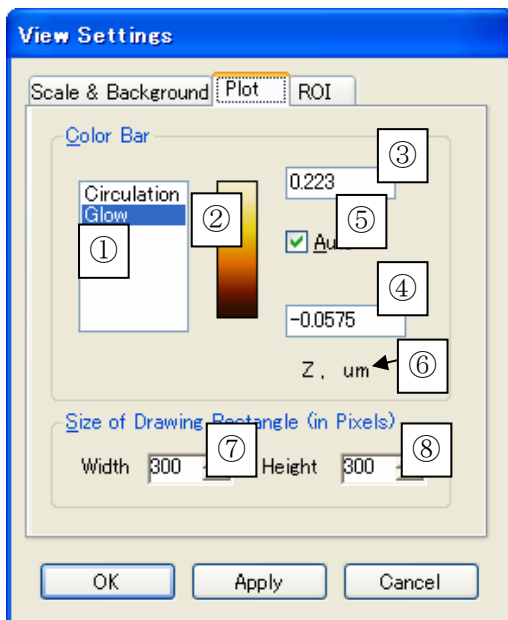 View Settings
Scale & Background Plot ROI
Color Bar
③
0.223
Circulation
②
Glow
⑤
①
Au
④
-0.0575
Z, um
⑥
Size of Drawing Rectangle (in Pixels)
⑦
⑧
Width 300 Height 300
OK Apply Cancel